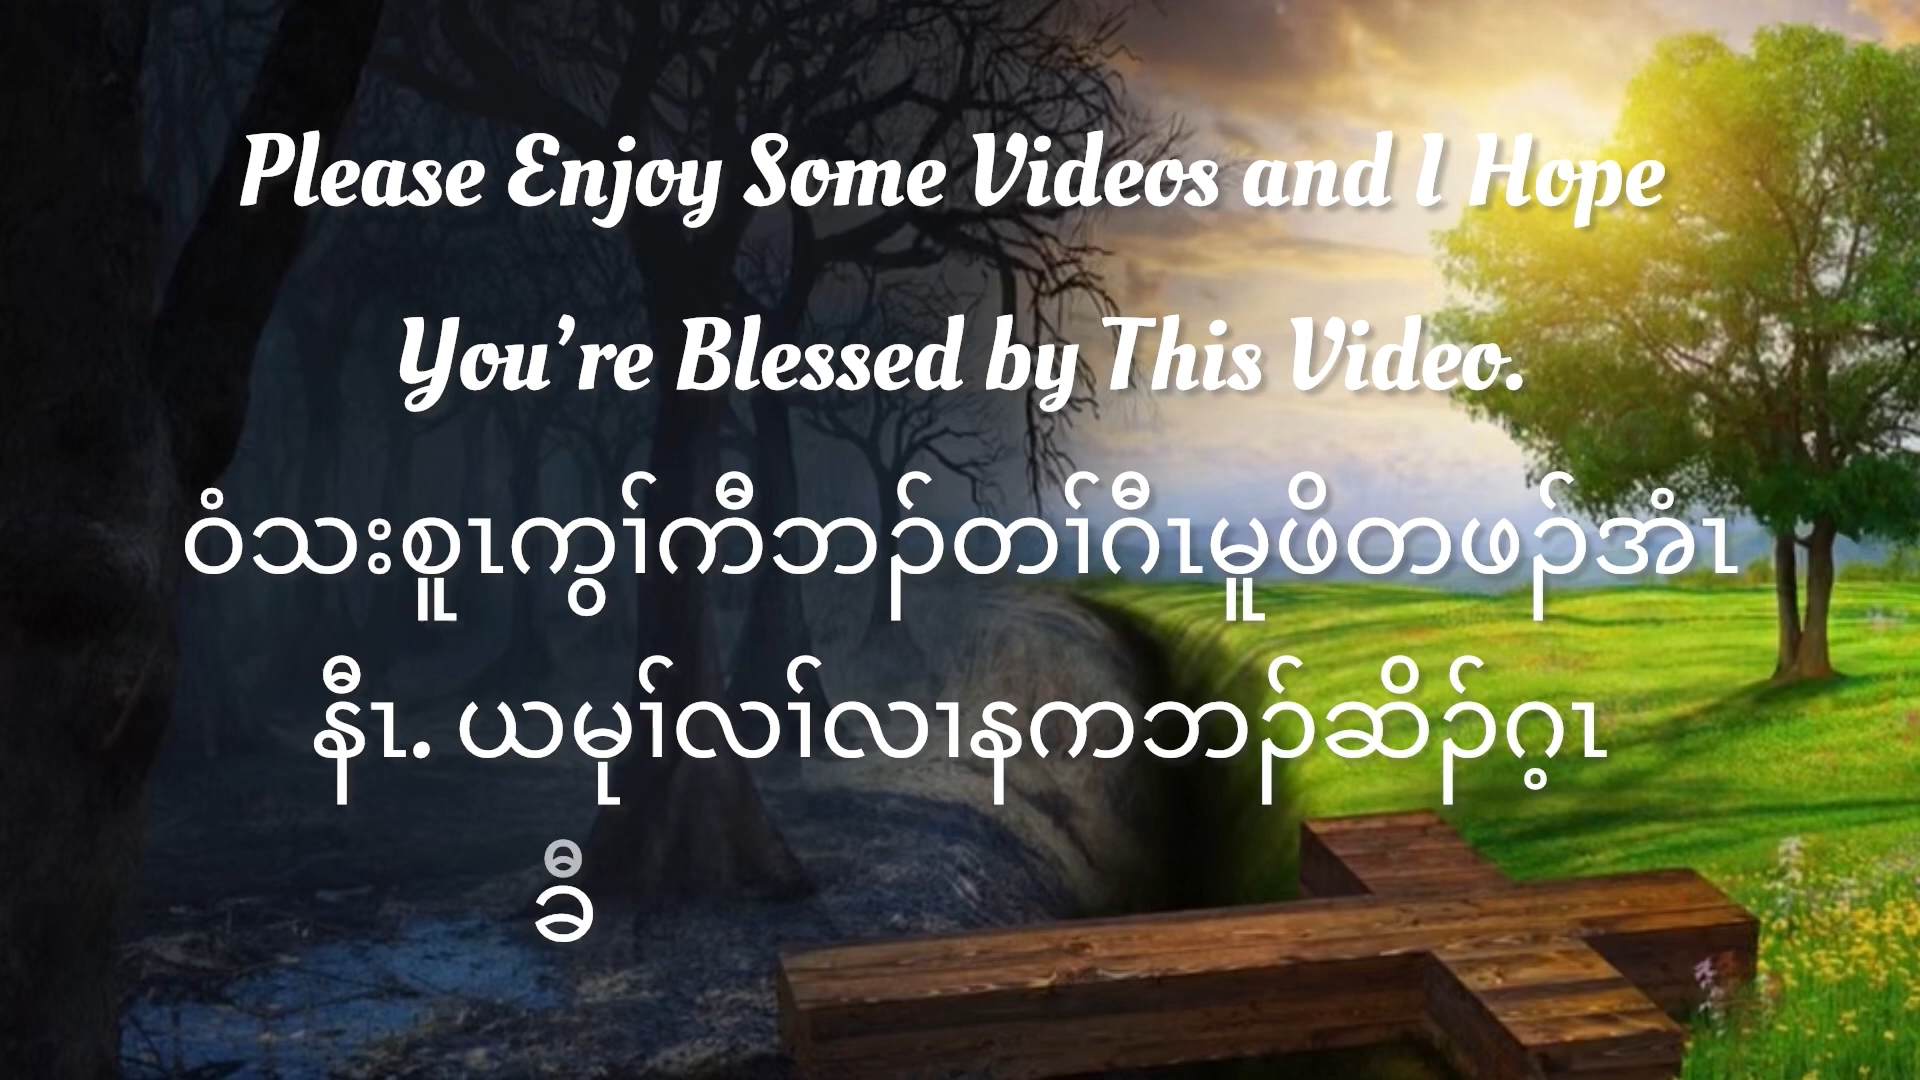 Please Enjoy Some Videos and I Hope
You’re Blessed by This Video.
ဝံသးစူၤကွၢ်ကီဘၣ်တၢ်ဂီၤမူဖိတဖၣ်အံၤ
နီၤ. ယမုၢ်လၢ်လၢနကဘၣ်ဆိၣ်ဂ့ၤ